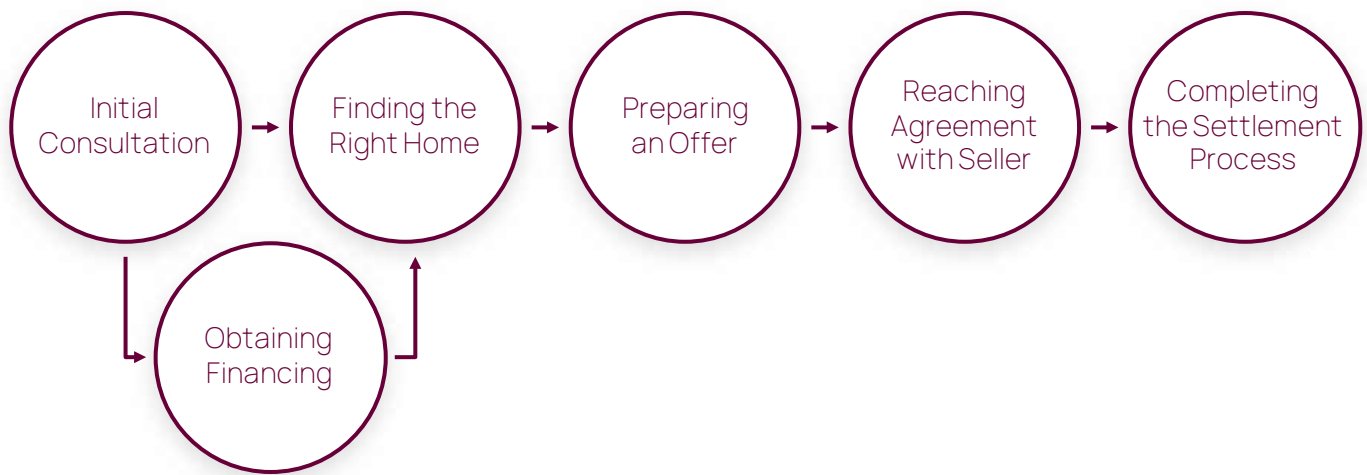 Initial
Consultation
Finding the
Right Home
Preparing
an Offer
Reaching
Agreement
with Seller
Completing
the Settlement
Process
Obtaining
Financing